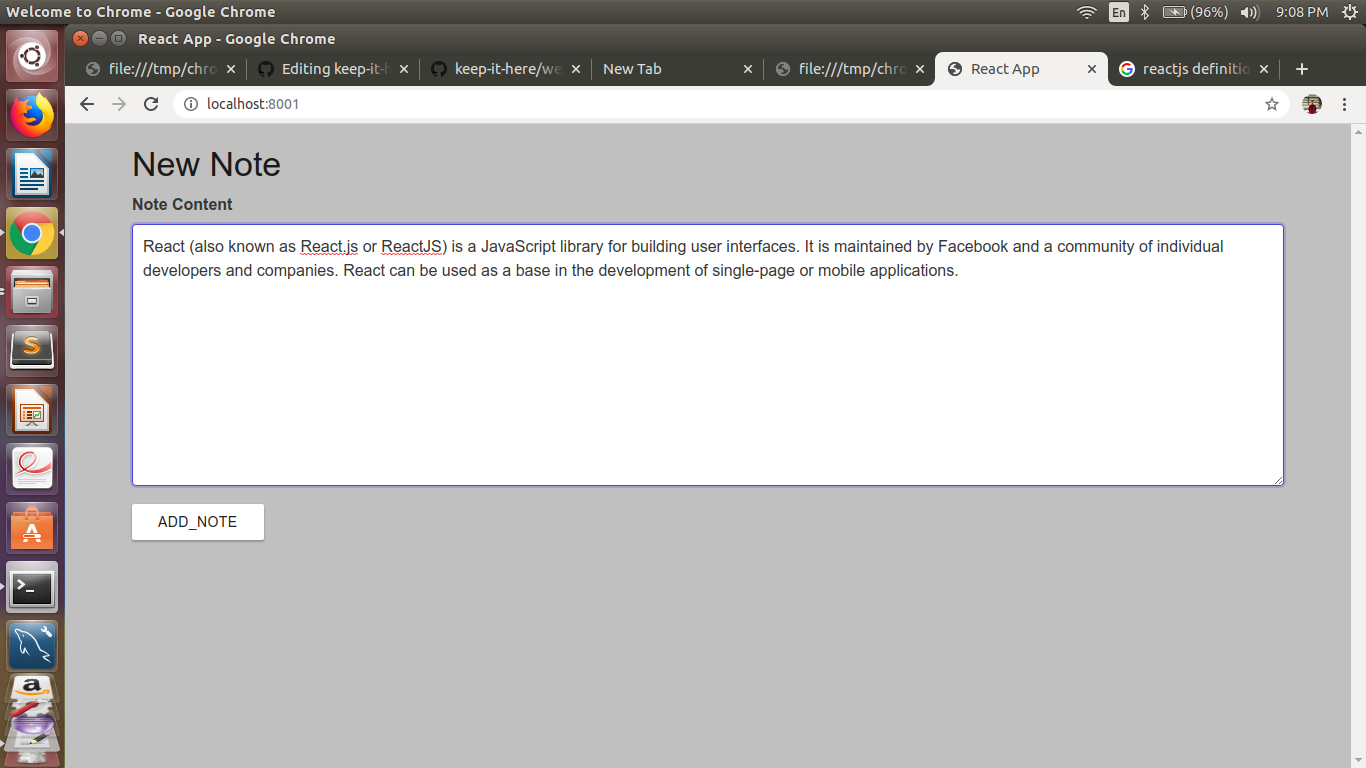 Welcome to Chrome - Google Chrome
En
(96%)
9:08 PM
React App - Google Chrome
file:///tmp/chro
Editing keep-it-h
keep-it-here/we
New Tab
file:///tmp/chro
React App
reactjs definitio
localhost:8001
New Note
Note Content
React (also known as React.js or ReactJS) is a JavaScript library for building user interfaces. It is maintained by Facebook and a community of individual
developers and companies. React can be used as a base in the development of single-page or mobile applications.
ADD_NOTE